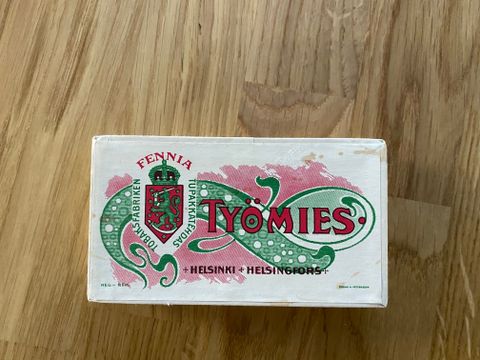 FENNIA
TOBAKSFABRIKEN
TUPAKKATEHDAS
TYÖMIES.
+HELSINKI + HELSINGFORS+